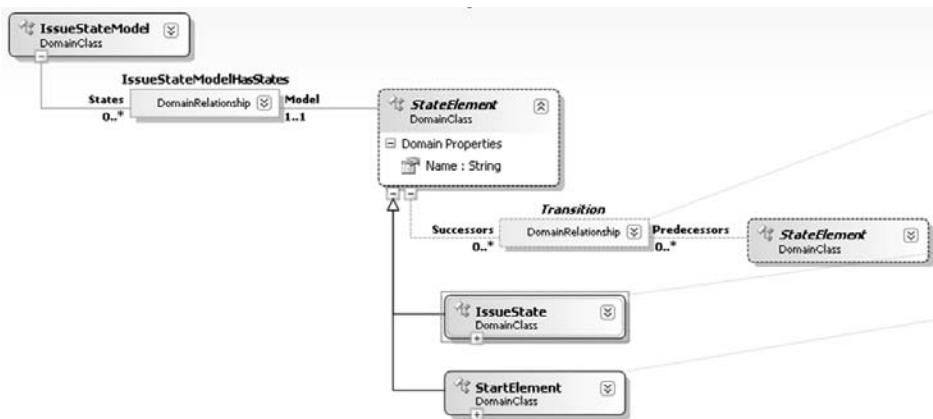 IssueStateModel
DomainClass
IssueStateModelHasStates
States
DomainRelationship
Model
0..*
1..1
StateElement
DomainClass
Domain Properties
Name : String
Transition
Successors
DomainRelationship
Predecessors
0..*
0..*
StateElement
DomainClass
IssueState
DomainClass
StartElement
DomainClass